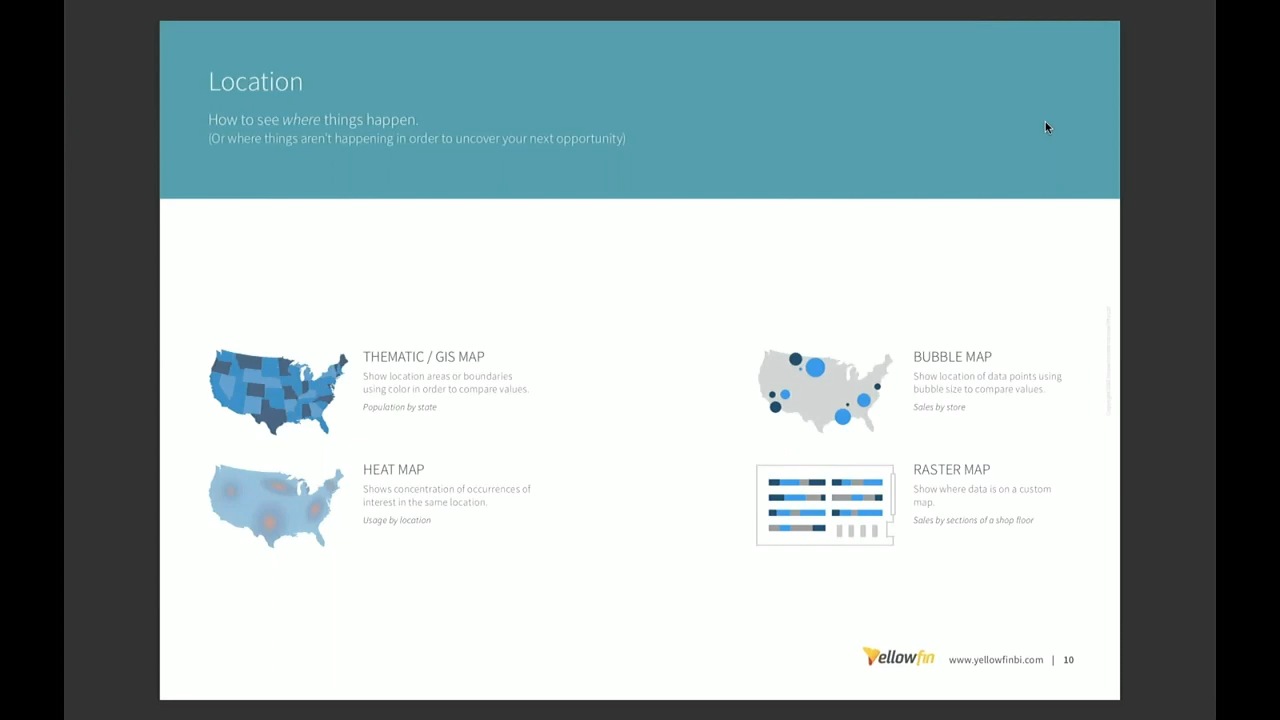 Location
How to see where things happen.
(Or where things aren't happening in order to uncover your next opportunity)
THEMATIC / GIS MAP
Show location areas or boundaries
using color in order to compare values.
Population by state
BUBBLE MAP
Show location of data points using
bubble size to compare values.
Sales by store
HEAT MAP
Shows concentration of occurrences of
interest in the same location.
Usage by location
RASTER MAP
Show where data is on a custom
map.
Sales by sections of a shop floor
Yellowfin www.yellowfinbi.com | 10